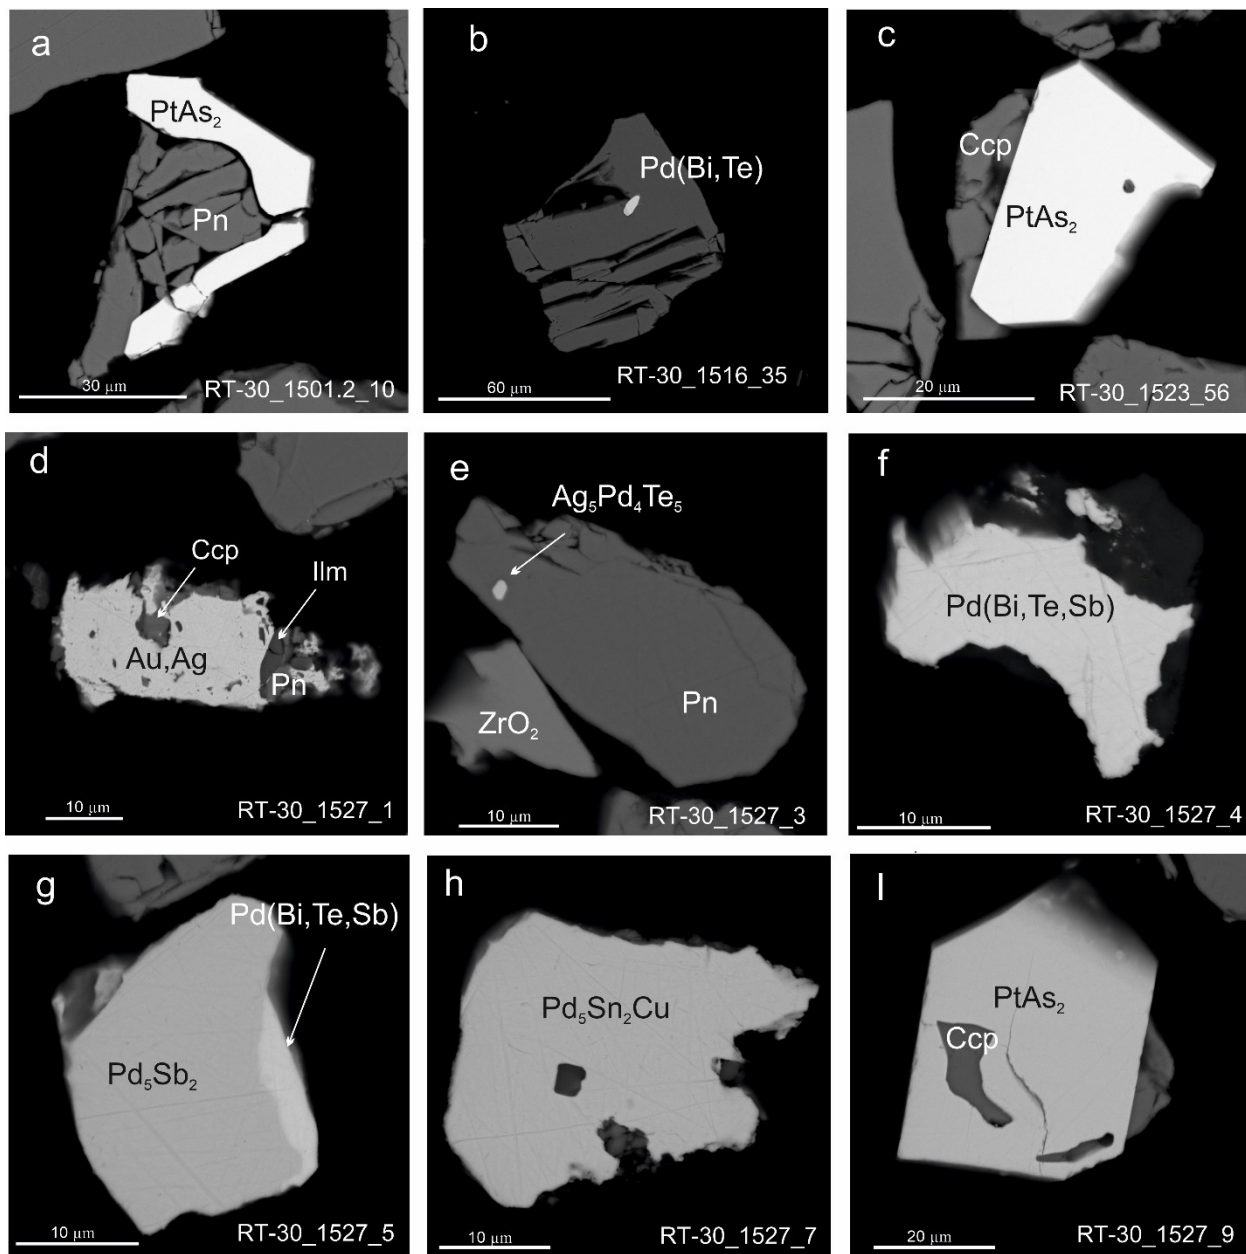 a
PtAs₂
Pn
30 μm
RT-30_1501.2_10
b
Pd(Bi,Te)
60 μm
RT-30_1516_35
c
Ccp
PtAs₂
20 μm
RT-30_1523_56
d
Ccp
Ilm
Au,Ag
Pn
10 μm
RT-30_1527_1
e
Ag₅Pd₄Te₅
Pn
ZrO₂
10 μm
RT-30_1527_3
f
Pd(Bi,Te,Sb)
10 μm
RT-30_1527_4
g
Pd(Bi,Te,Sb)
Pd₅Sb₂
10 μm
RT-30_1527_5
h
Pd₅Sn₂Cu
10 μm
RT-30_1527_7
I
PtAs₂
Ccp
20 μm
RT-30_1527_9